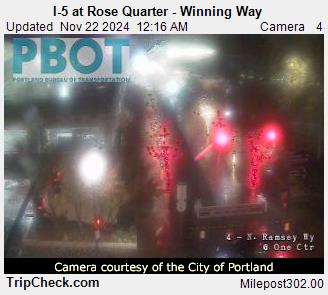 I-5 at Rose Quarter - Winning Way
Updated Nov 22 2024 12:16 AM Camera 4
PBOT
PORTLAND BUREAU OF TRANSPORTATION
4 - N. Ramsey Wy
@ One Ctr
Camera courtesy of the City of Portland
TripCheck.com Milepost302.00